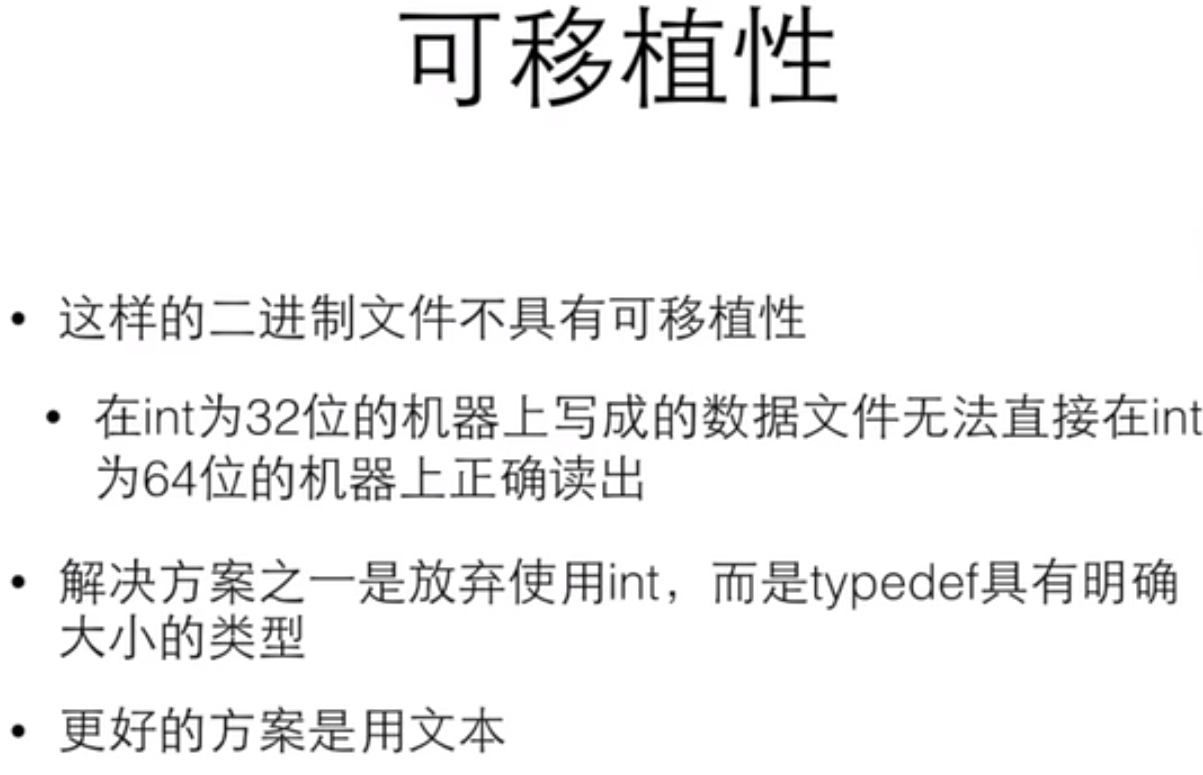 可移植性
• 这样的二进制文件不具有可移植性
• 在int为32位的机器上写成的数据文件无法直接在int
为64位的机器上正确读出
• 解决方案之一是放弃使用int，而是typedef具有明确
大小的类型
• 更好的方案是用文本